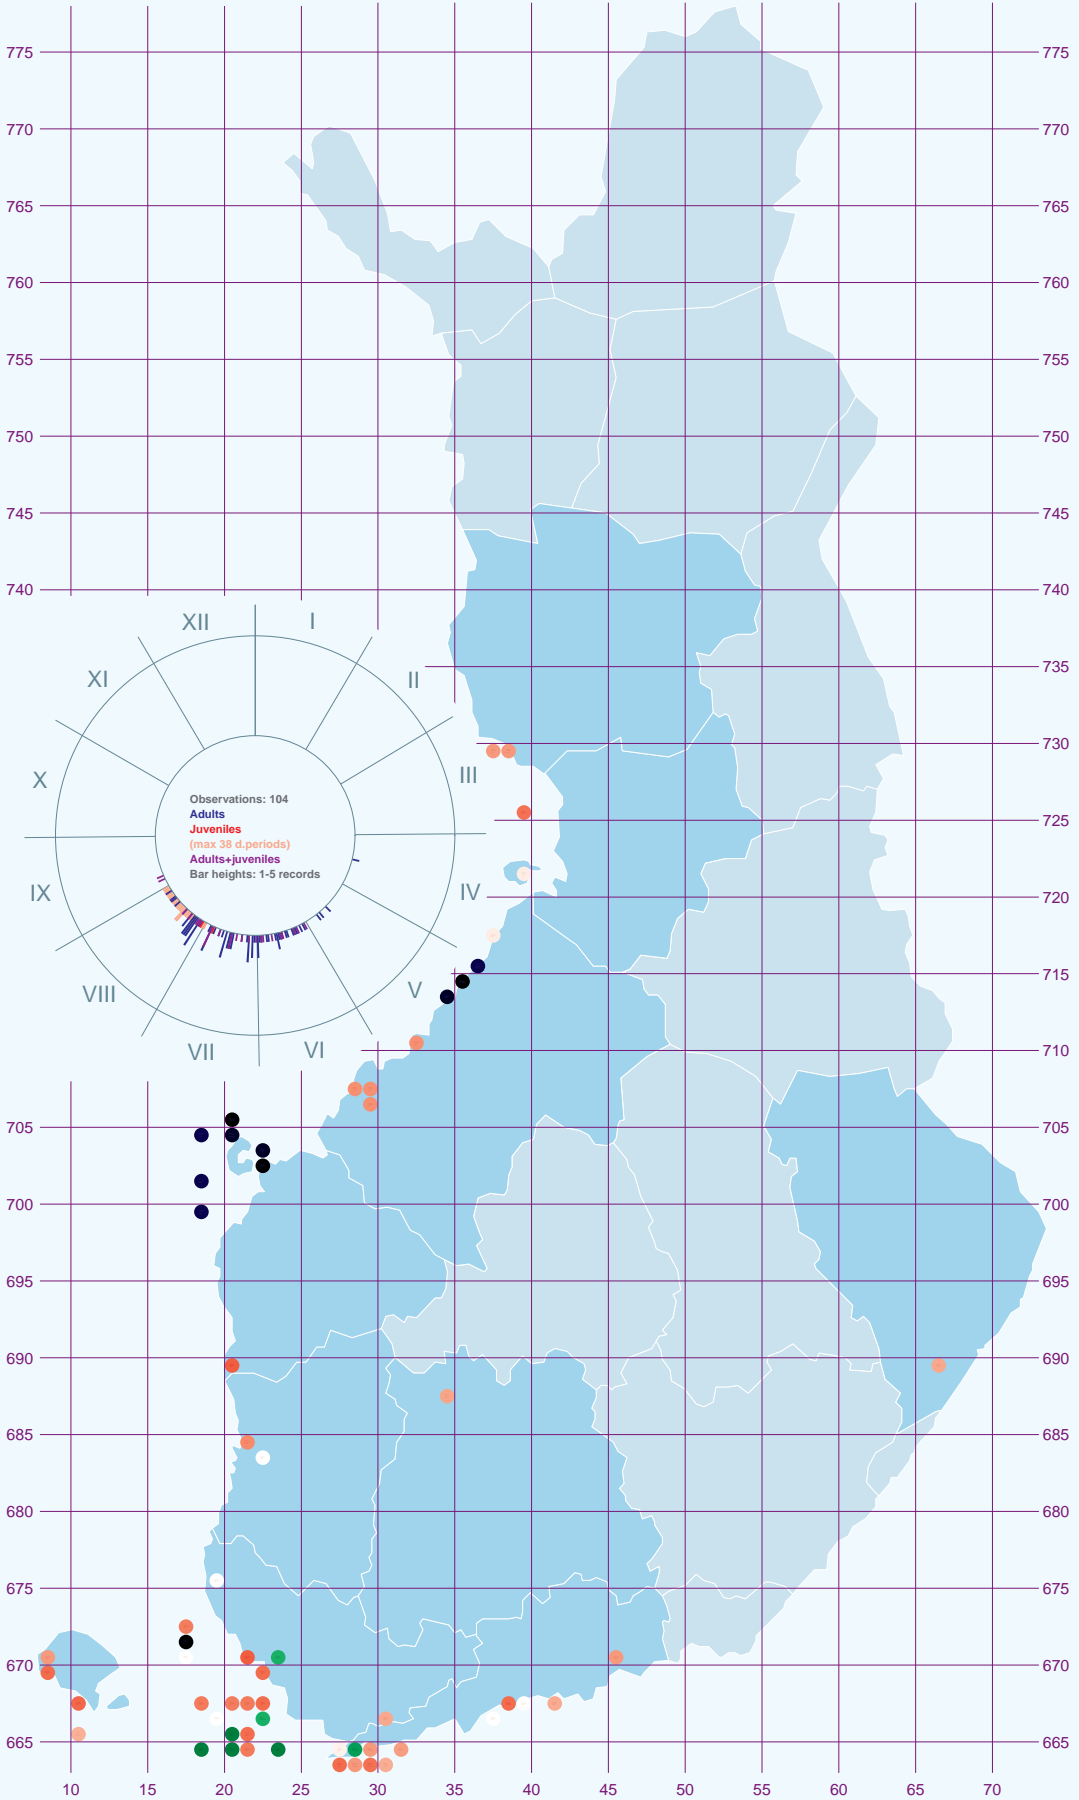 775 775
770 770
765 765
760 760
755 755
750 750
745 745
740 740
XII I
XI II
735
730
X III
Observations: 104
Adults
Juveniles
(max 38 d.periods)
Adults+juveniles
Bar heights: 1-5 records
725
IX IV
720
VIII V
715
VII VI
710
705 705
700 700
695 695
690 690
685 685
680 680
675 675
670 670
665 665
10 15 20 25 30 35 40 45 50 55 60 65 70